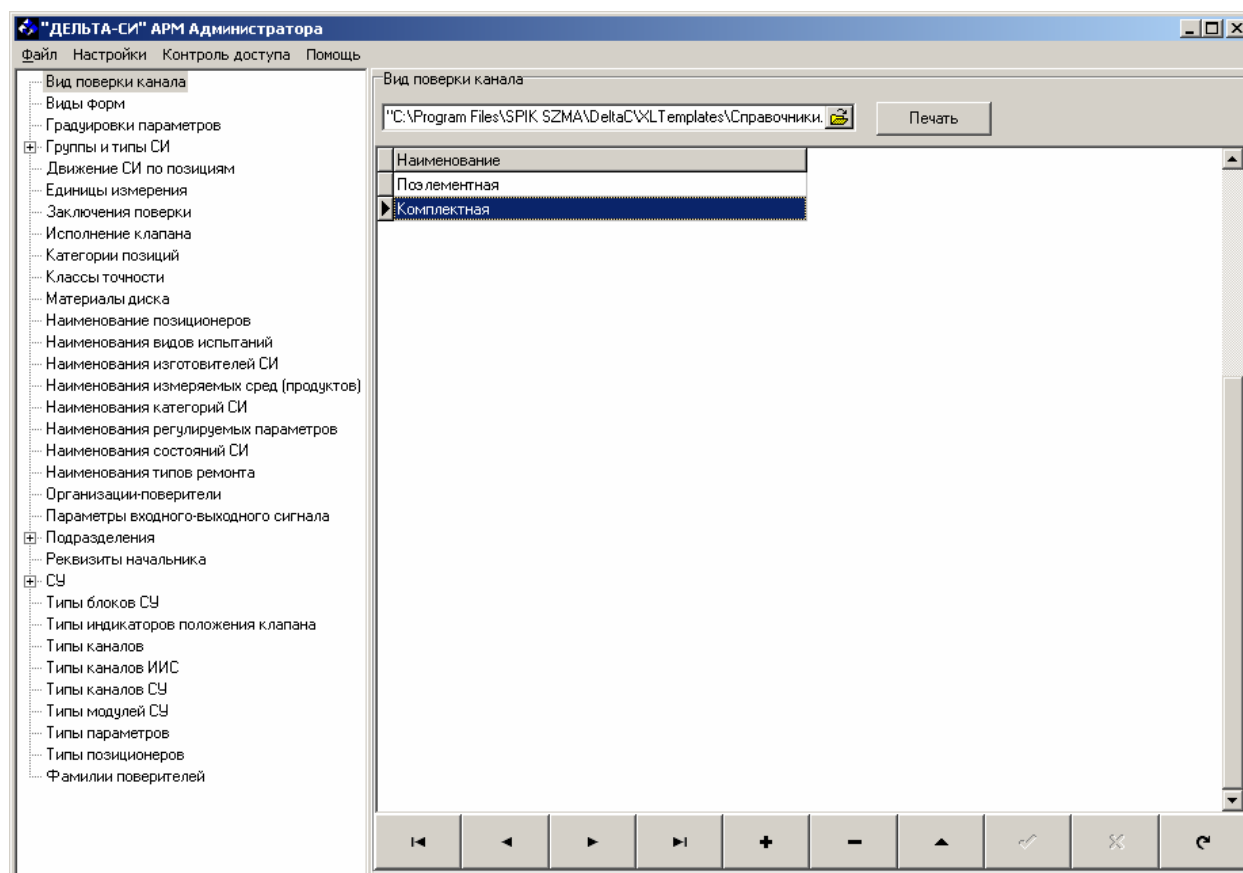 "ДЕЛЬТА-СИ" АРМ Администратора
Файл Настройки Контроль доступа Помощь
Вид поверки канала
Виды форм
Градуировки параметров
Группы и типы СИ
Движение СИ по позициям
Единицы измерения
Заключения поверки
Исполнение клапана
Категории позиций
Классы точности
Материалы диска
Наименование позиционеров
Наименования видов испытаний
Наименования изготовителей СИ
Наименования измеряемых сред (продуктов)
Наименования категорий СИ
Наименования регулируемых параметров
Наименования состояний СИ
Наименования типов ремонта
Организации-поверители
Параметры входного-выходного сигнала
Подразделения
Реквизиты начальника
СУ
Типы блоков СУ
Типы индикаторов положения клапана
Типы каналов
Типы каналов ИИС
Типы каналов СУ
Типы модулей СУ
Типы параметров
Типы позиционеров
Фамилии поверителей
Вид поверки канала
"C:\Program Files\SPIK SZMA\DeltaC\XLTemplates\Справочники.
Печать
Наименование
Поэлементная
Комплектная